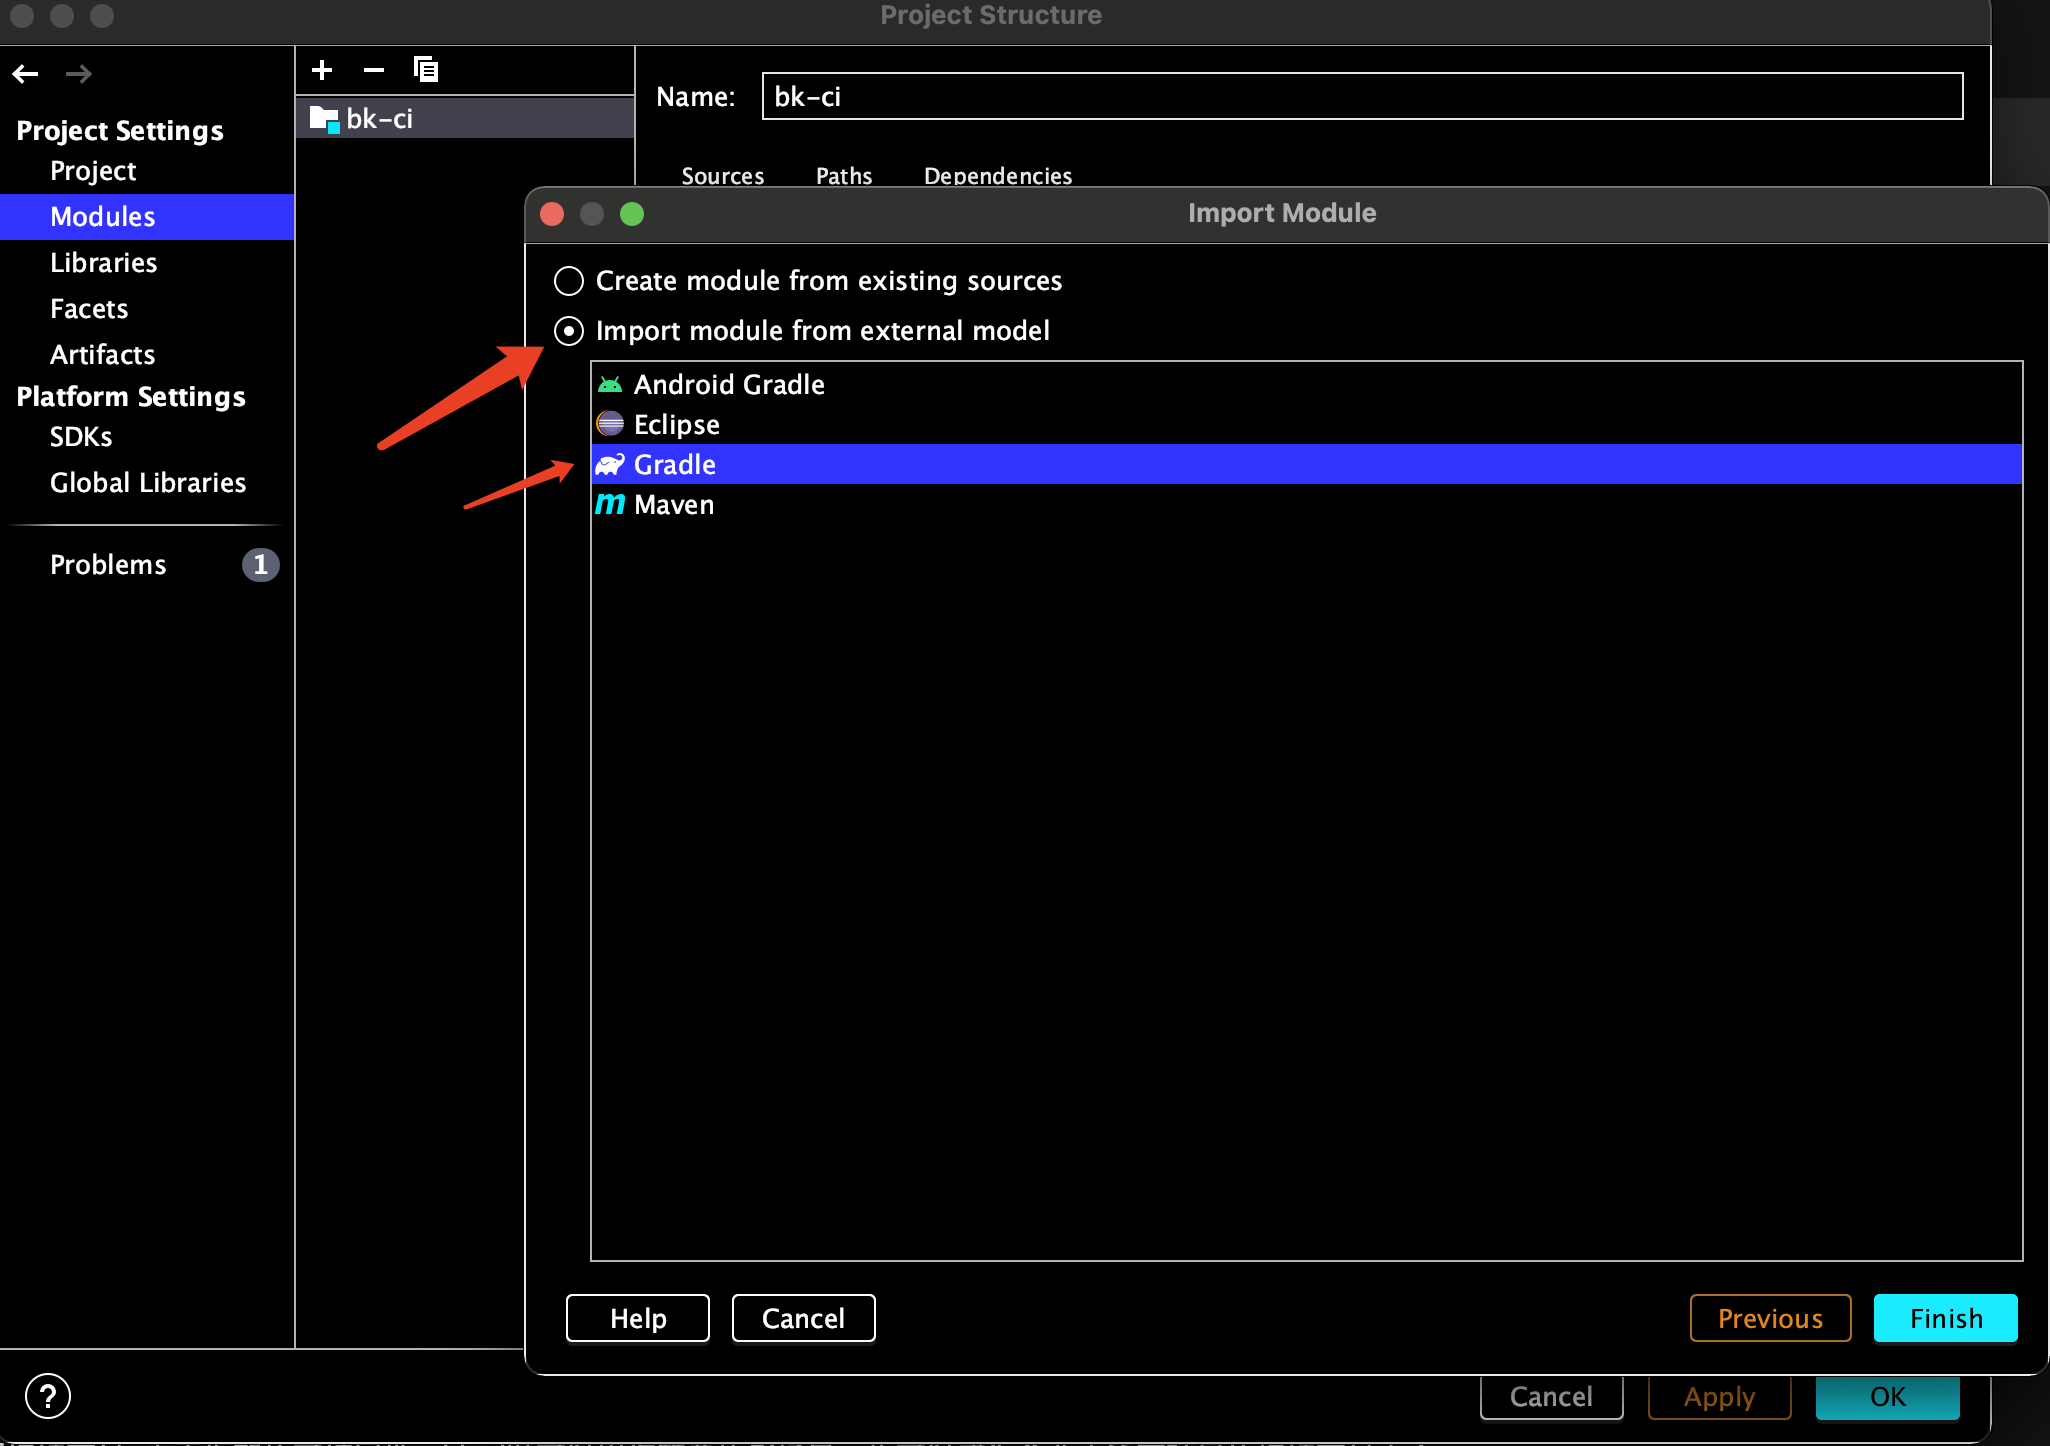 Project Structure
Project Settings
Project
Modules
Libraries
Facets
Artifacts
Platform Settings
SDKs
Global Libraries
Problems 1
bk-ci
Name: bk-ci
Sources Paths Dependencies
Import Module
Create module from existing sources
Import module from external model
Android Gradle
Eclipse
Gradle
Maven
Help Cancel Previous Finish
? Cancel Apply OK